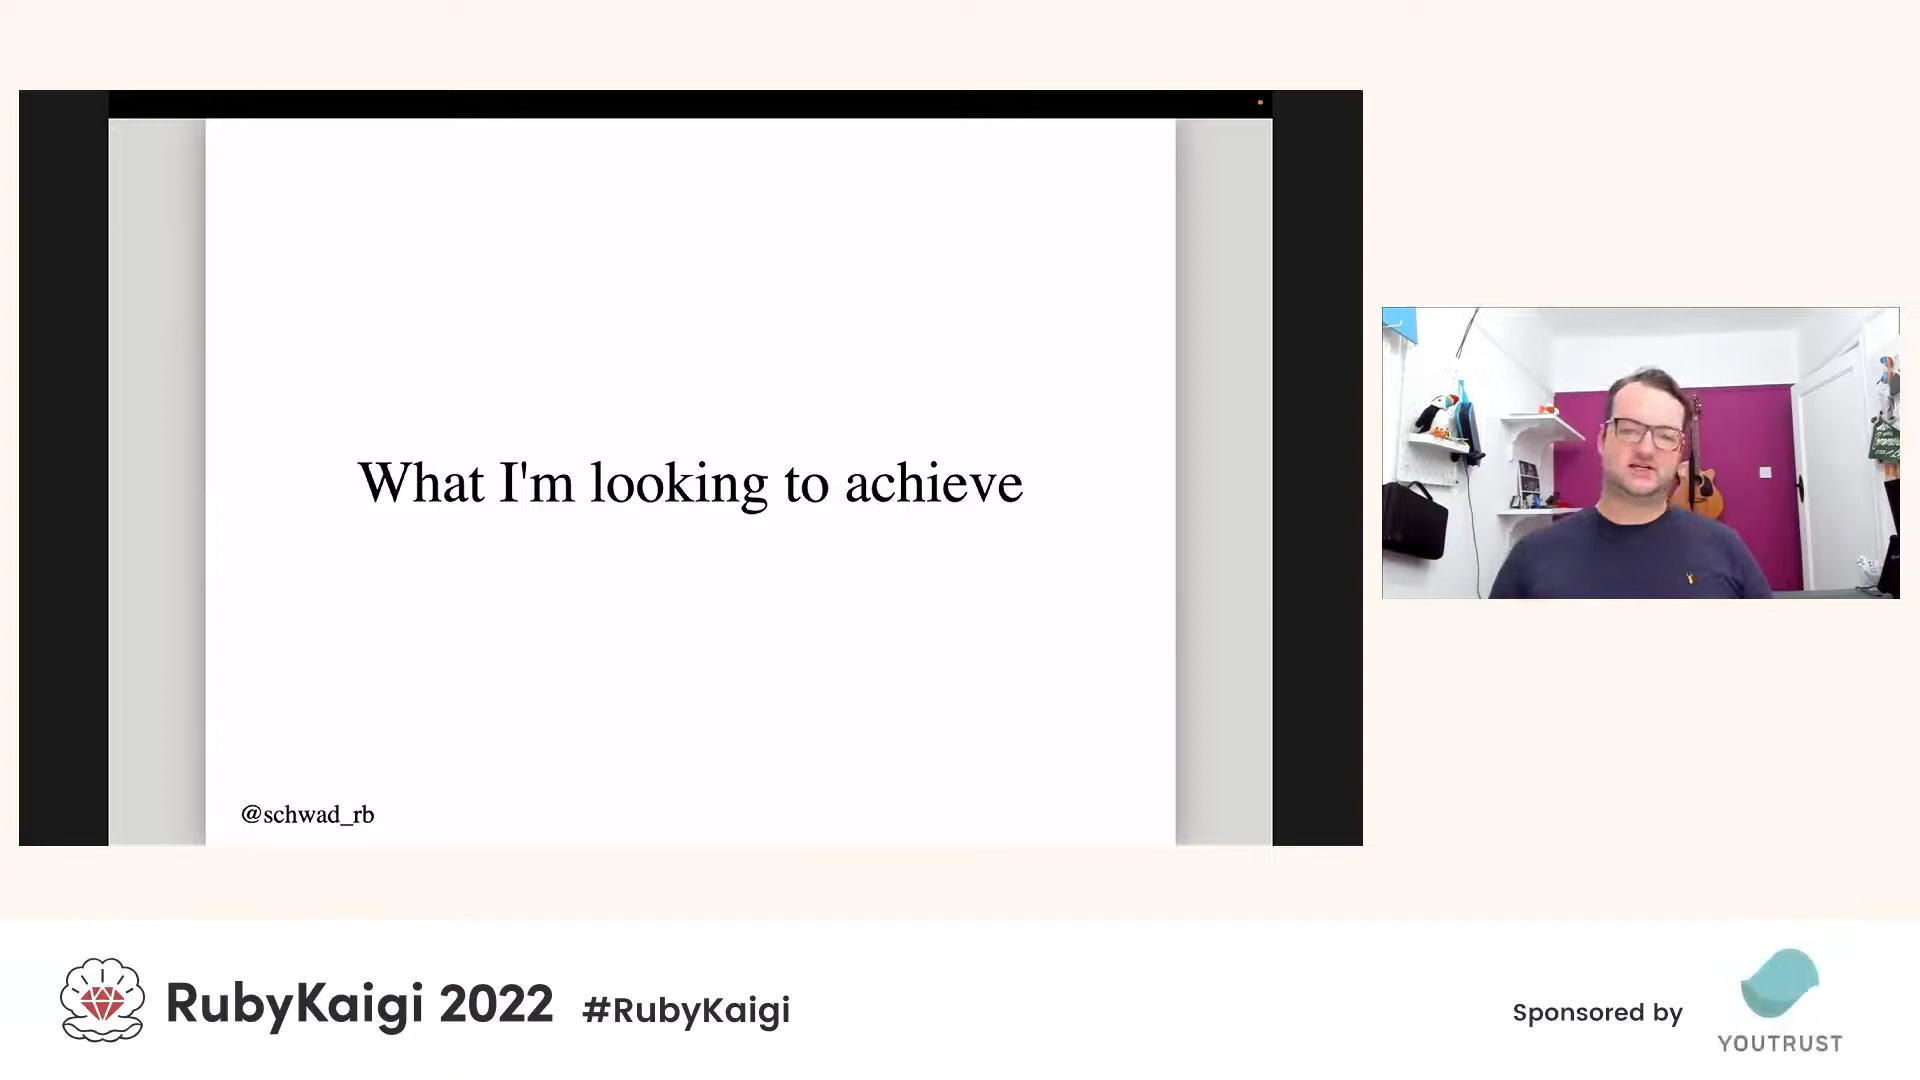 What I'm looking to achieve
@schwad_rb
RubyKaigi 2022 #RubyKaigi
Sponsored by
YOUTRUST